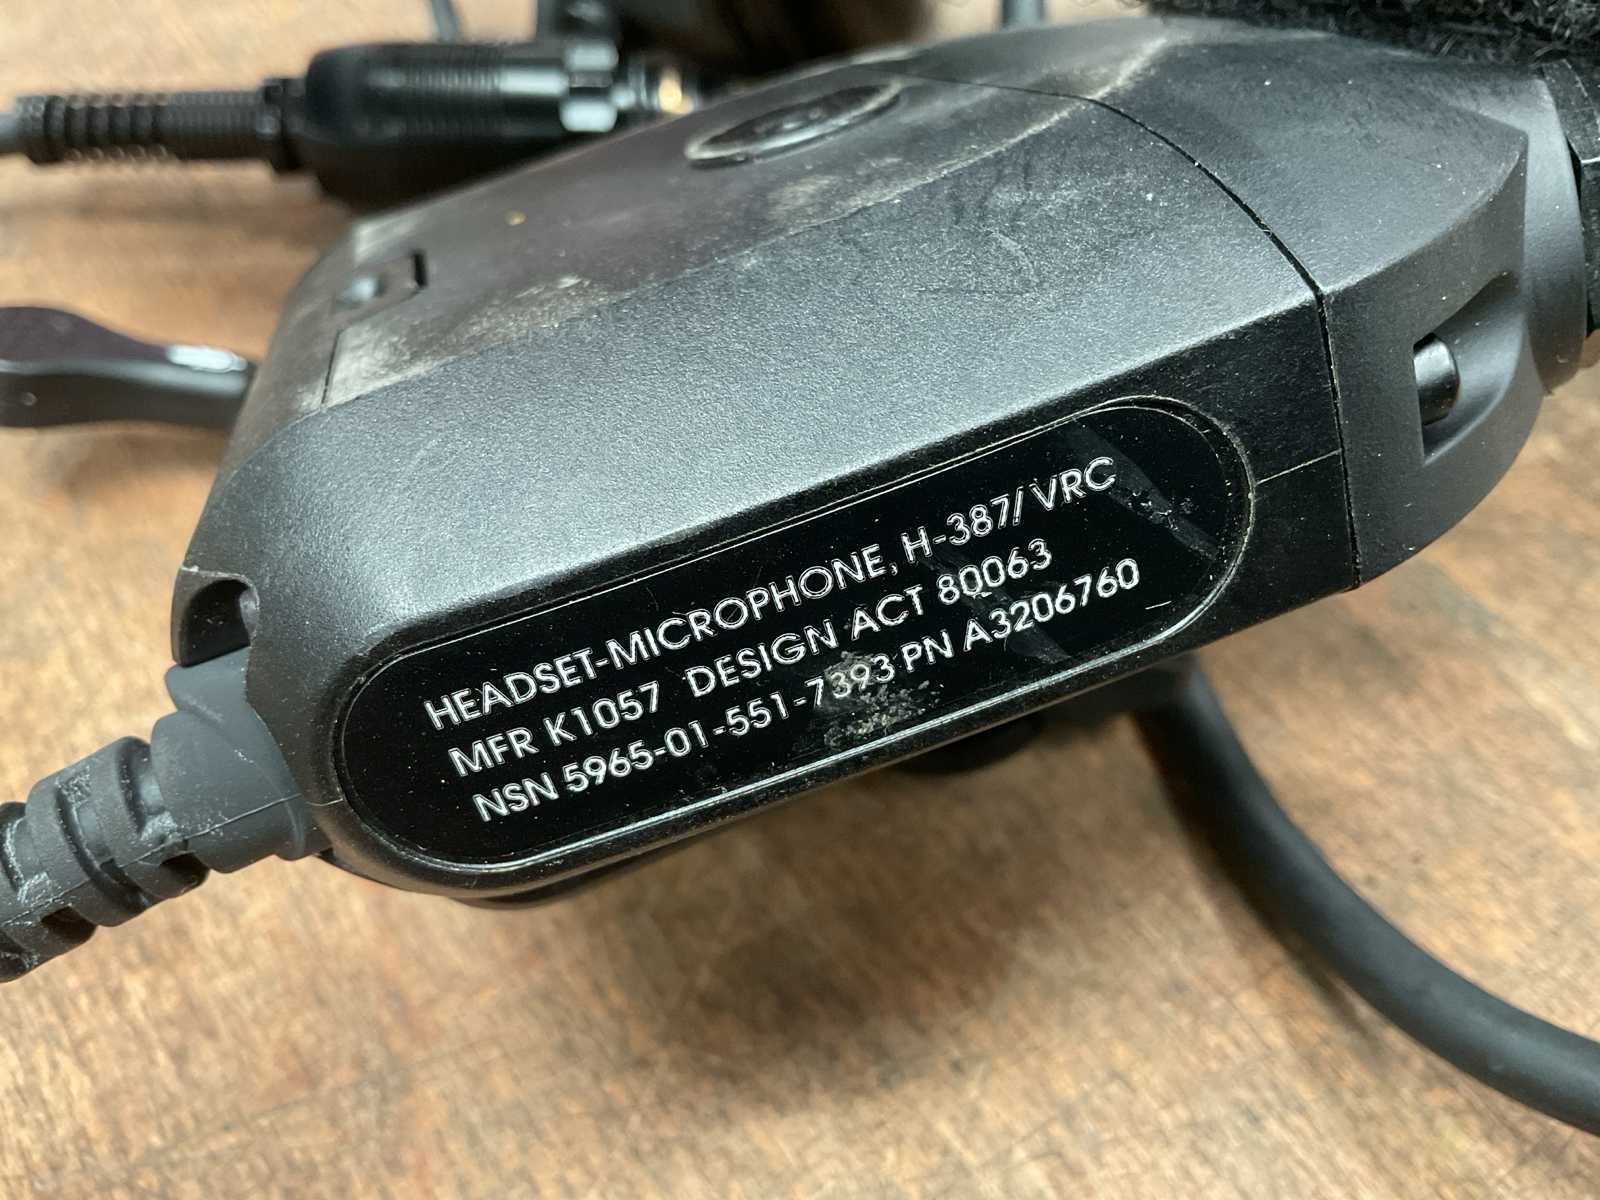 HEADSET-MICROPHONE, H-387/VRC
MFR K1057 DESIGN ACT 80063
NSN 5965-01-551-7393 PN A3206760